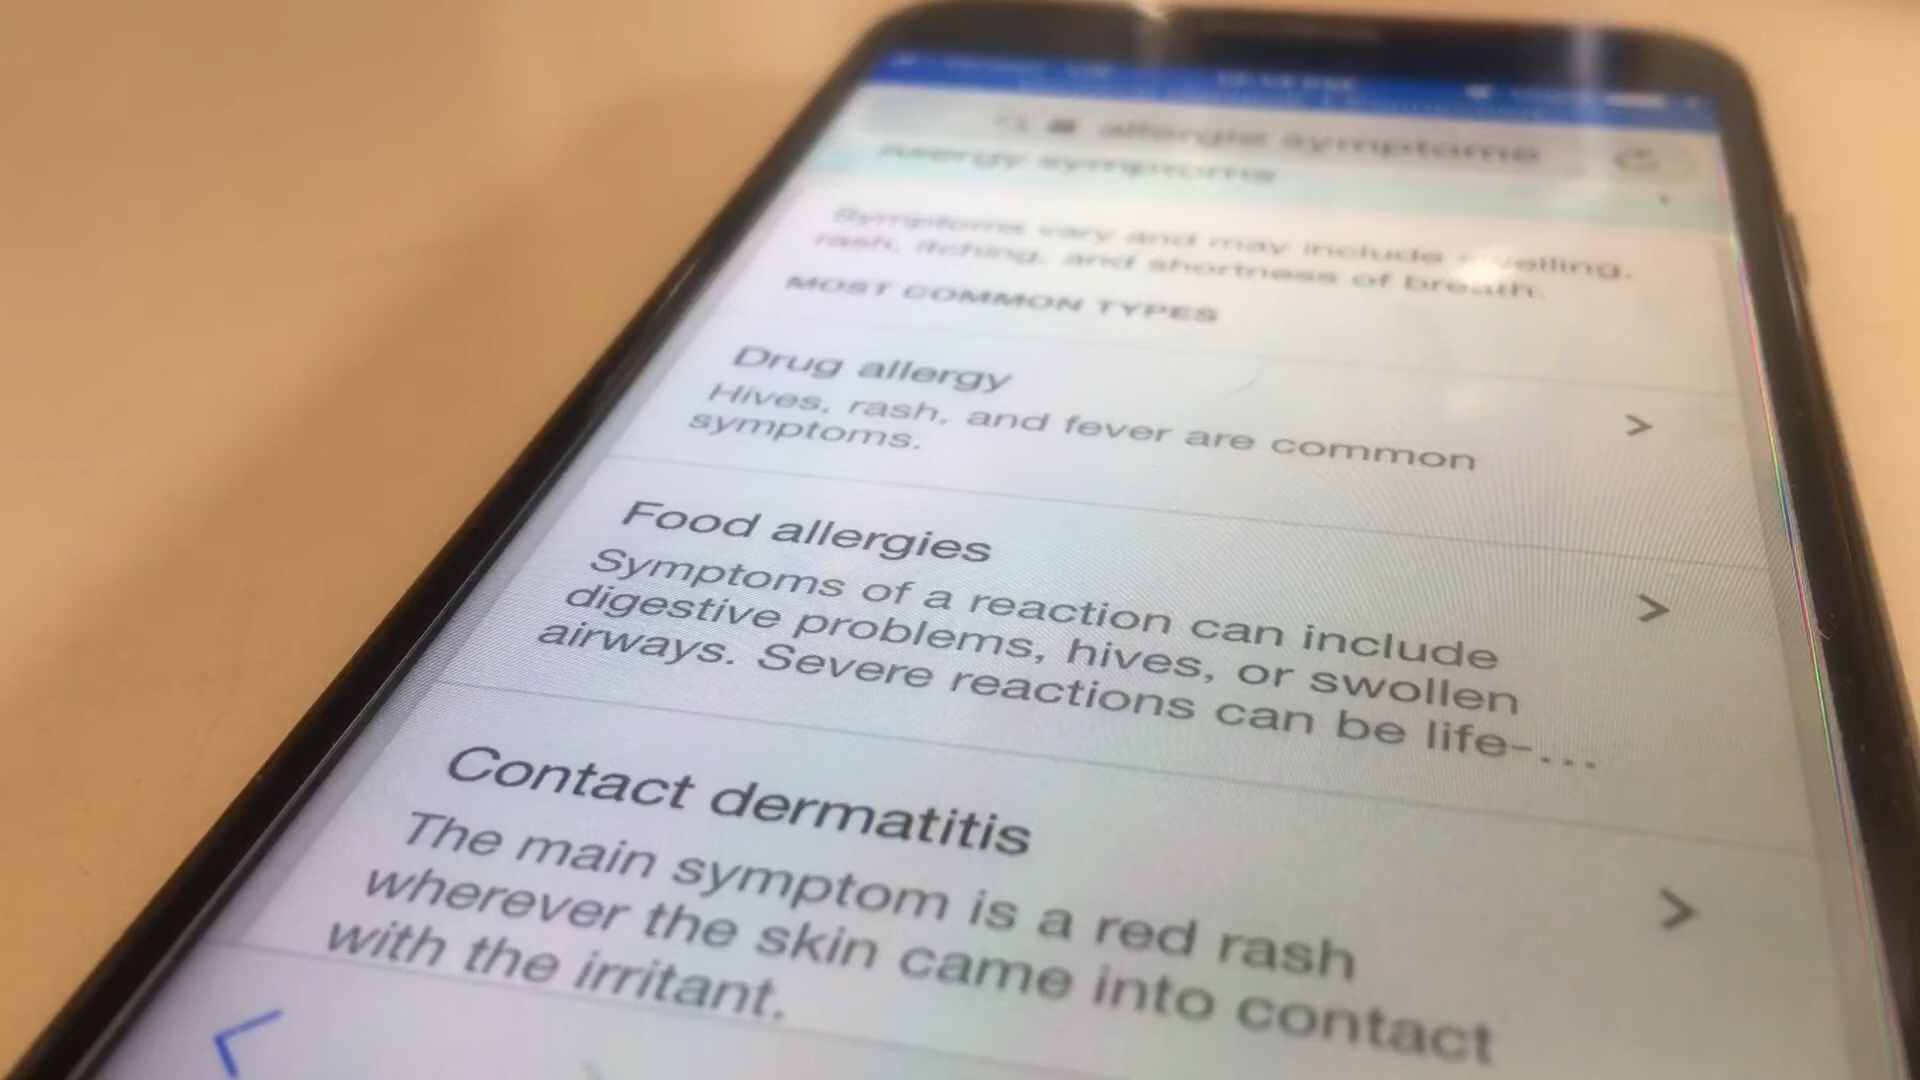 allergie symptome
allergy symptoms
Symptoms vary and may include swelling,
rash, itching, and shortness of breath.
MOST COMMON TYPES
Drug allergy
Hives, rash, and fever are common
symptoms.
Food allergies
Symptoms of a reaction can include
digestive problems, hives, or swollen
airways. Severe reactions can be life-...
Contact dermatitis
The main symptom is a red rash
wherever the skin came into contact
with the irritant.